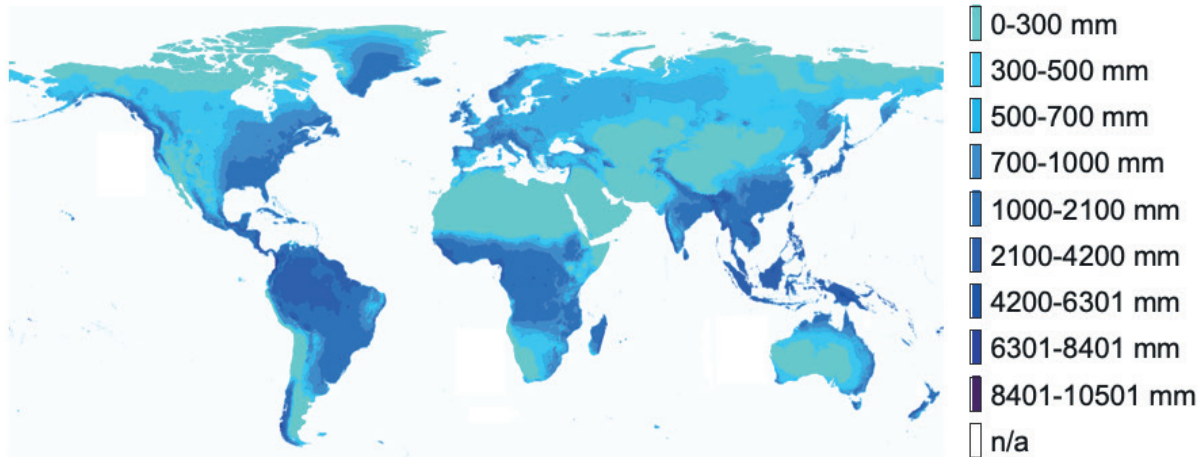 0-300 mm
300-500 mm
500-700 mm
700-1000 mm
1000-2100 mm
2100-4200 mm
4200-6301 mm
6301-8401 mm
8401-10501 mm
n/a